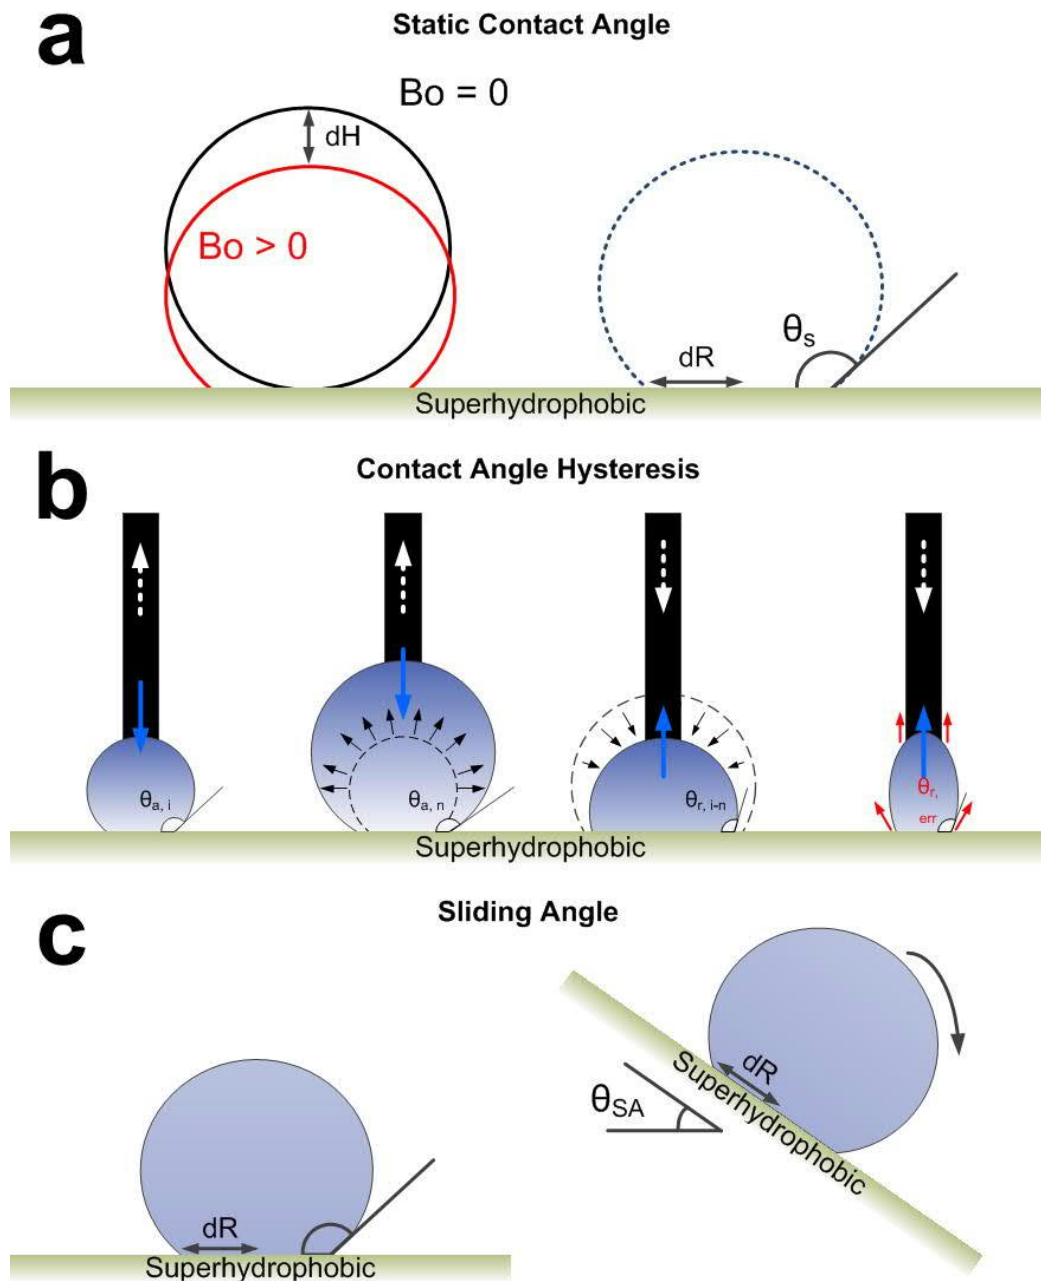 a
Static Contact Angle
Bo = 0
dH
Bo > 0
θs
dR
Superhydrophobic
b
Contact Angle Hysteresis
θa, i
θa, n
θr, i-n
θr,
err
Superhydrophobic
c
Sliding Angle
dR
Superhydrophobic
θSA
dR
Superhydrophobic